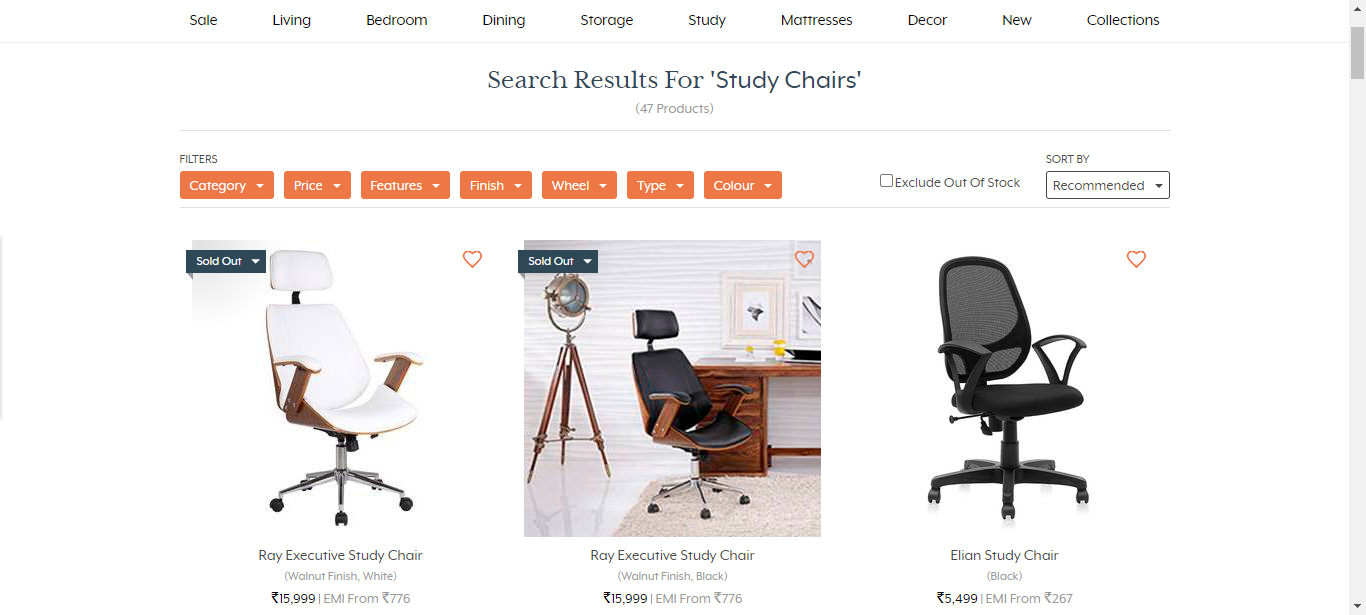 Sale Living Bedroom Dining Storage Study Mattresses Decor New Collections
Search Results For 'Study Chairs'
(47 Products)
FILTERS SORT BY
Category Price Features Finish Wheel Type Colour Exclude Out Of Stock Recommended
Sold Out Sold Out
Ray Executive Study Chair Ray Executive Study Chair Elian Study Chair
(Walnut Finish, White) (Walnut Finish, Black) (Black)
₹15,999 | EMI From ₹776 ₹15,999 | EMI From ₹776 ₹5,499 | EMI From ₹267